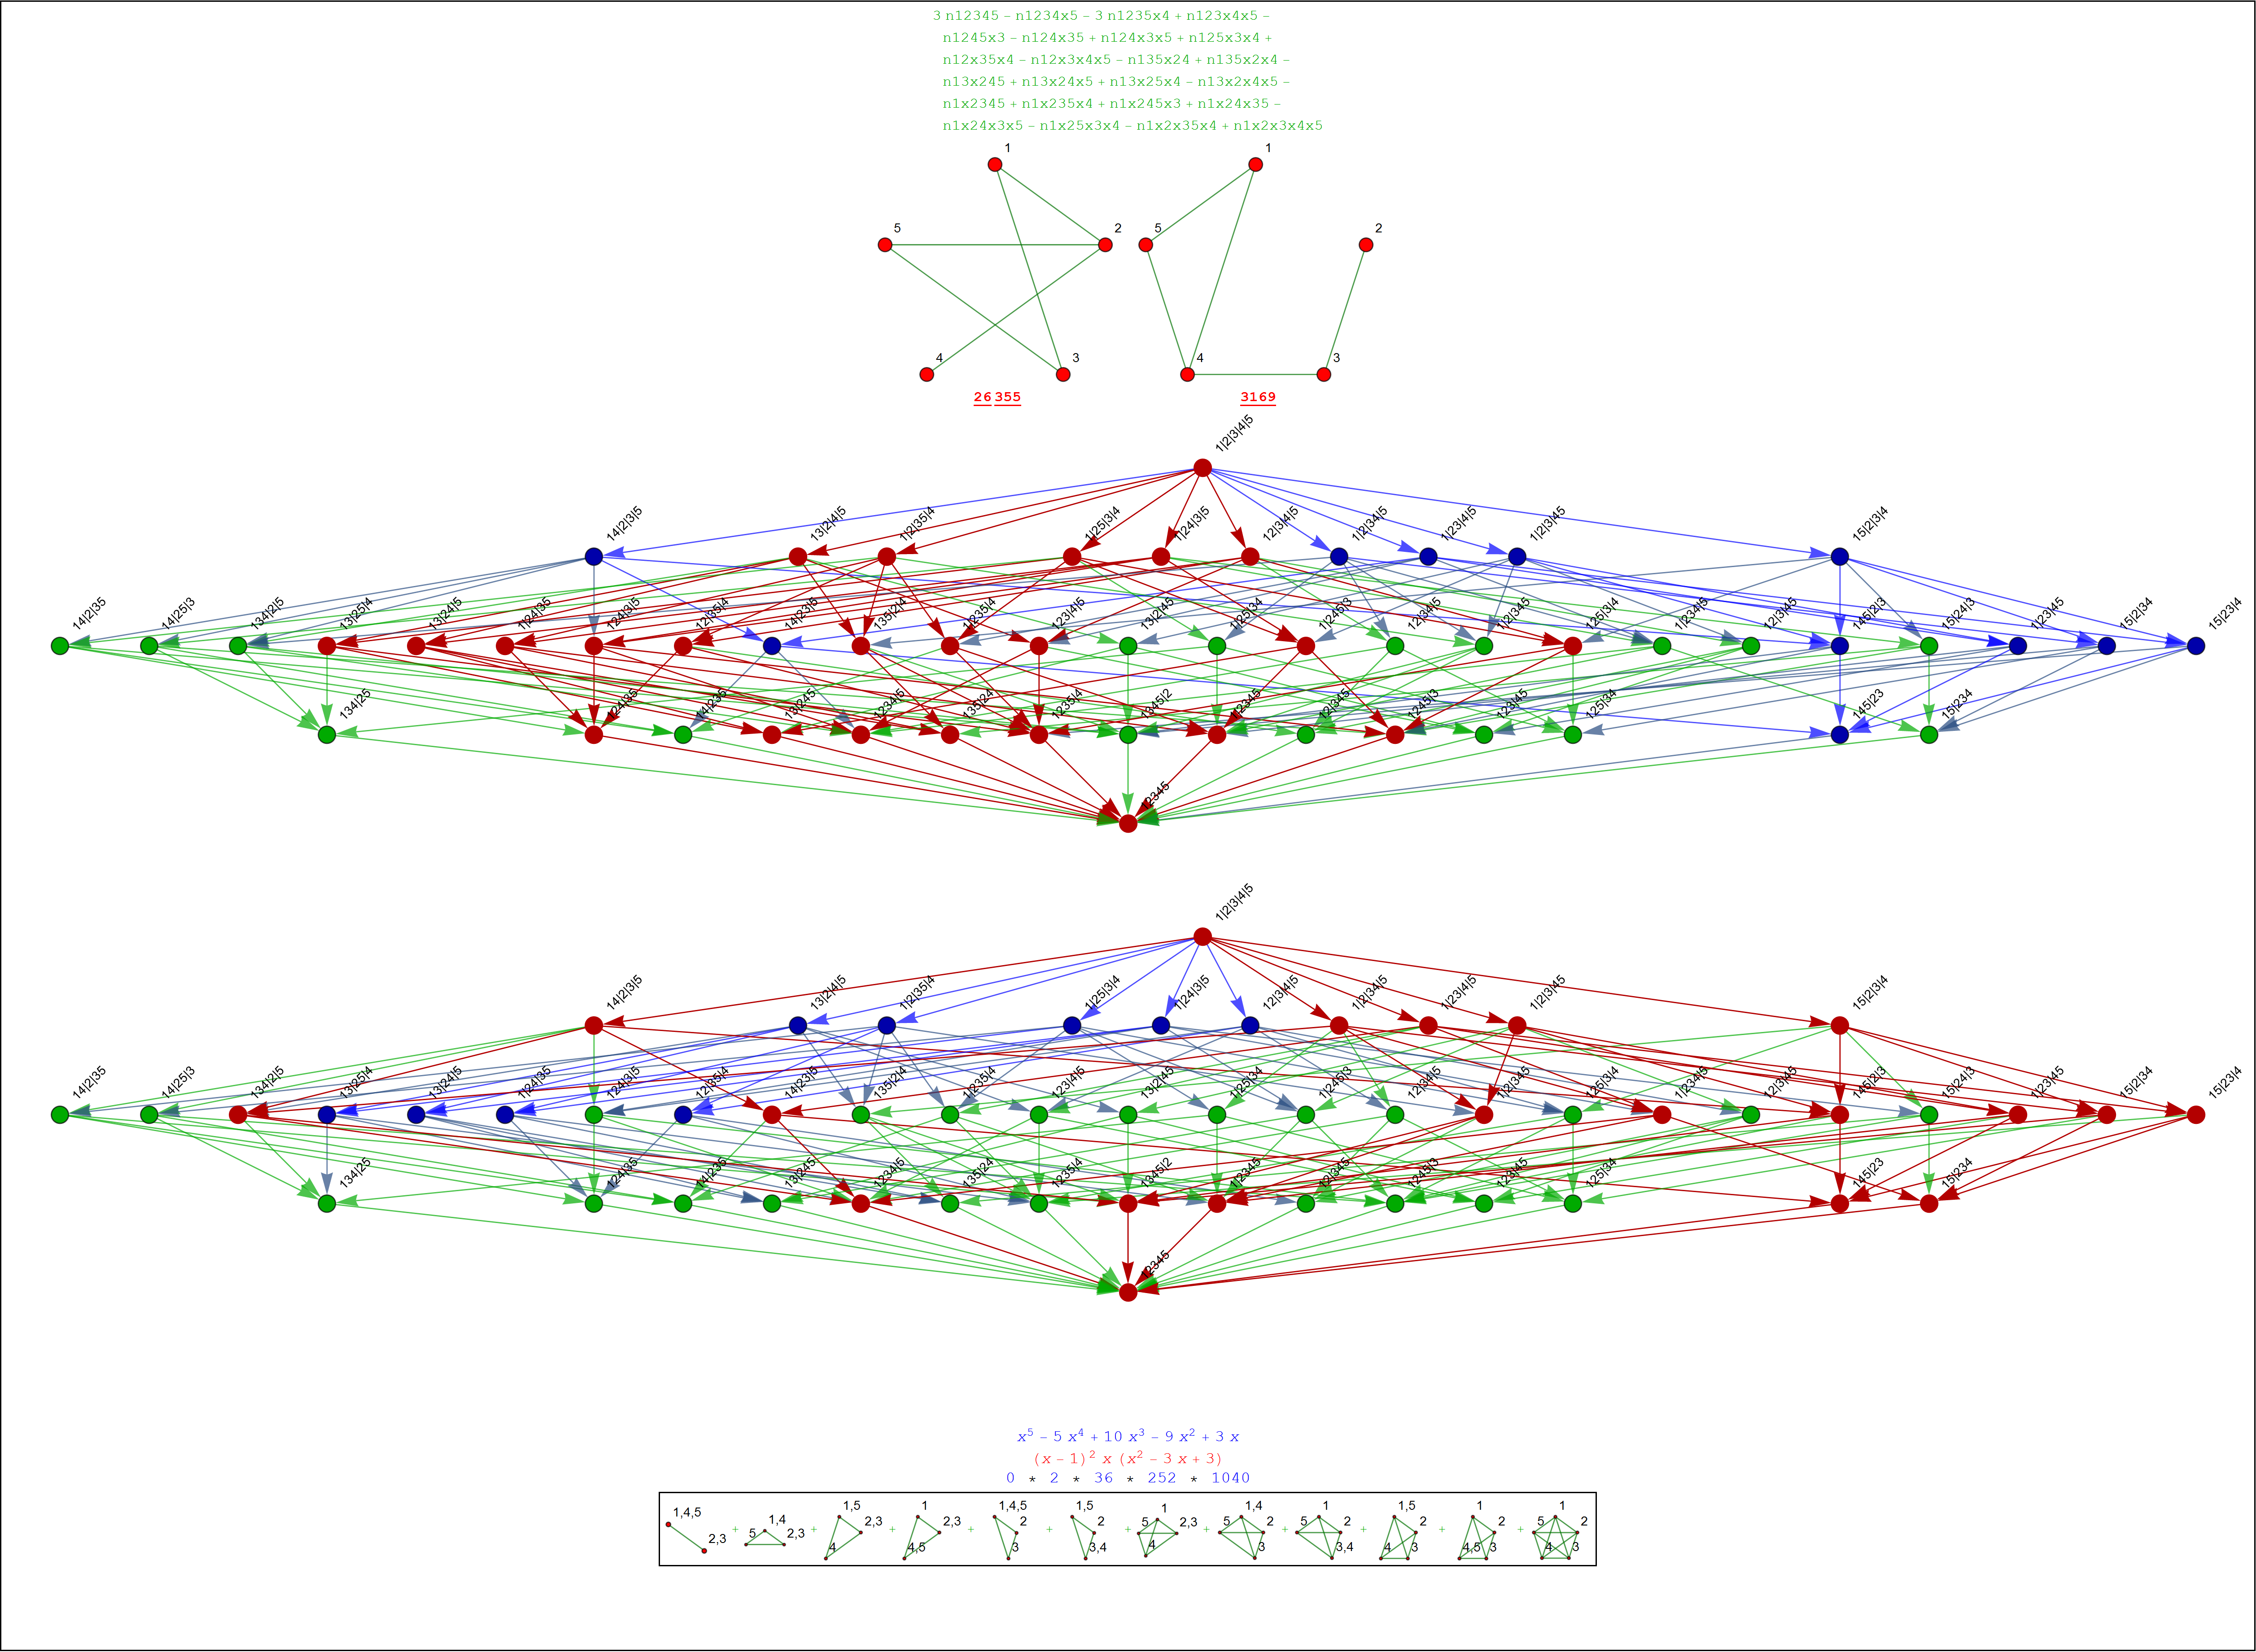 3 n12345 – n1234x5 – 3 n1235x4 + n123x4x5 –
n1245x3 – n124x35 + n124x3x5 + n125x3x4 +
n12x35x4 – n12x3x4x5 – n135x24 + n135x2x4 –
n13x245 + n13x24x5 + n13x25x4 – n13x2x4x5 –
n1x2345 + n1x235x4 + n1x245x3 + n1x24x35 –
n1x24x3x5 – n1x25x3x4 – n1x2x35x4 + n1x2x3x4x5
1 1
5 2 5 2
4 3 4 3
26 355 3169
1|2|3|4|5
14|2|3|5 13|2|4|5 1|2|35|4 1|25|3|4 1|24|3|5 12|3|4|5 1|2|34|5 1|23|4|5 1|2|3|45 15|2|3|4
14|2|35 14|25|3 134|2|5 13|25|4 13|24|5 1|24|35 124|3|5 12|35|4 14|23|5 135|2|4 1|235|4 123|4|5 13|2|45 1|25|34 1|245|3 12|34|5 1|2|345 125|3|4 1|234|5 12|3|45 145|2|3 15|24|3 1|23|45 15|2|34 15|23|4
134|25 124|35 14|235 13|245 1234|5 135|24 1235|4 1345|2 1|2345 12|345 1245|3 123|45 125|34 145|23 15|234
12345
1|2|3|4|5
14|2|3|5 13|2|4|5 1|2|35|4 1|25|3|4 1|24|3|5 12|3|4|5 1|2|34|5 1|23|4|5 1|2|3|45 15|2|3|4
14|2|35 14|25|3 134|2|5 13|25|4 13|24|5 1|24|35 124|3|5 12|35|4 14|23|5 135|2|4 1|235|4 123|4|5 13|2|45 1|25|34 1|245|3 12|34|5 1|2|345 125|3|4 1|234|5 12|3|45 145|2|3 15|24|3 1|23|45 15|2|34 15|23|4
134|25 124|35 14|235 13|245 1234|5 135|24 1235|4 1345|2 1|2345 12|345 1245|3 123|45 125|34 145|23 15|234
12345
x⁵ – 5 x⁴ + 10 x³ – 9 x² + 3 x
(x – 1)² x (x² – 3 x + 3)
0 * 2 * 36 * 252 * 1040
1,4,5 2,3 + 5 1,4 2,3 + 1,5 2,3 4 + 1 2,3 4,5 + 1,4,5 2 3 + 1,5 2 3,4 + 5 1 2,3 4 + 5 1,4 2 3 + 5 1 2 3,4 + 1,5 2 4 3 + 1 2 4,5 3 + 5 1 2 4 3